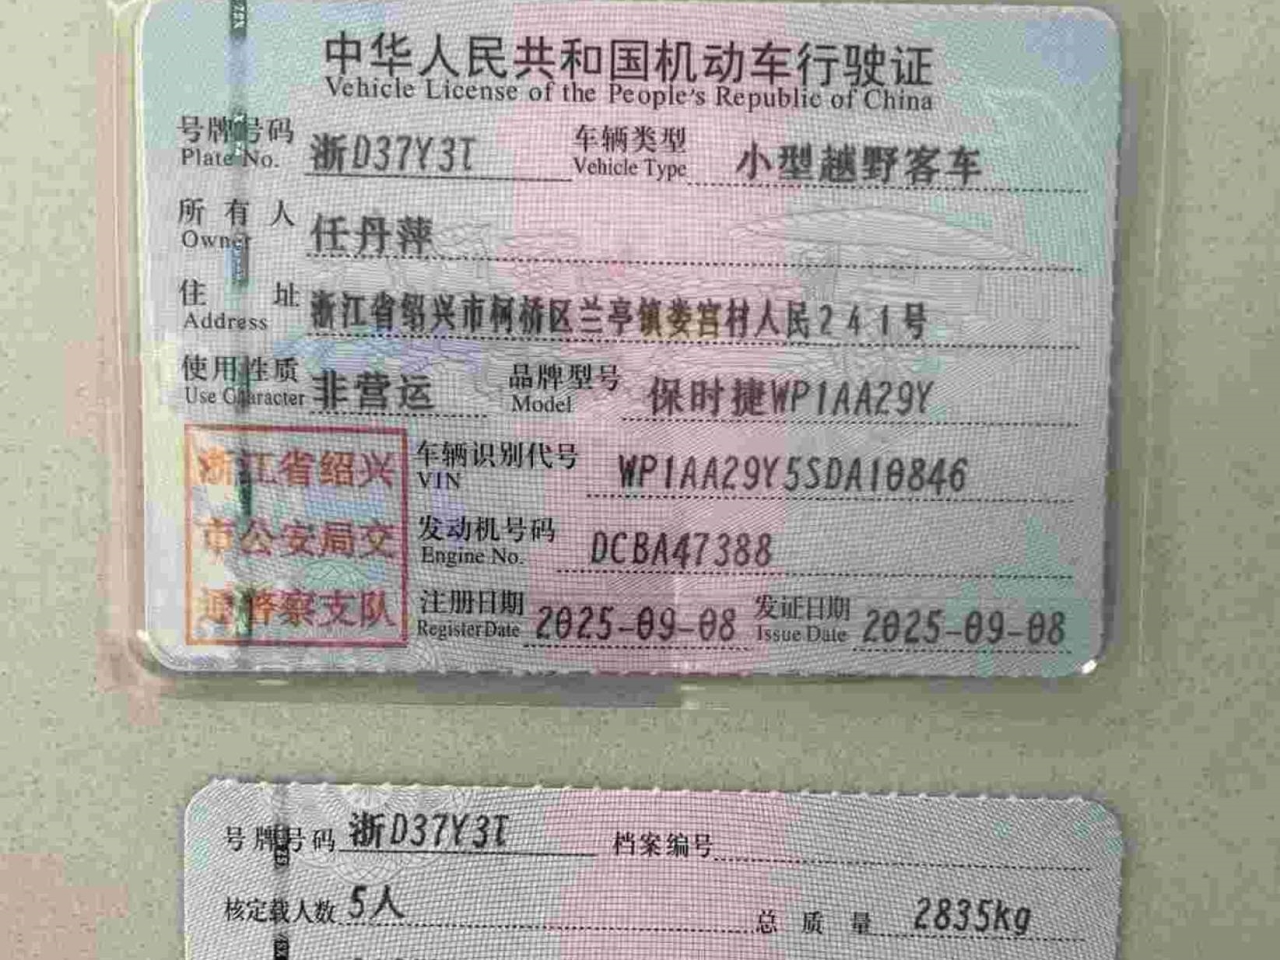 中华人民共和国机动车行驶证
Vehicle License of the People's Republic of China
号牌号码 浙D37Y3T 车辆类型 小型越野客车
Plate No. Vehicle Type
所有人 任丹萍
Owner
住址 浙江省绍兴市柯桥区兰亭镇娄宫村人民241号
Address
使用性质 非营运 品牌型号 保时捷WP1AA29Y
Use Character Model
浙江省绍兴
市公安局交
通警察支队
车辆识别代号 WP1AA29Y5SDA10846
VIN
发动机号码 DCBA47388
Engine No.
注册日期 2025-09-08 发证日期 2025-09-08
Register Date Issue Date
号牌号码 浙D37Y3T 档案编号
核定载人数 5人 总质量 2835kg